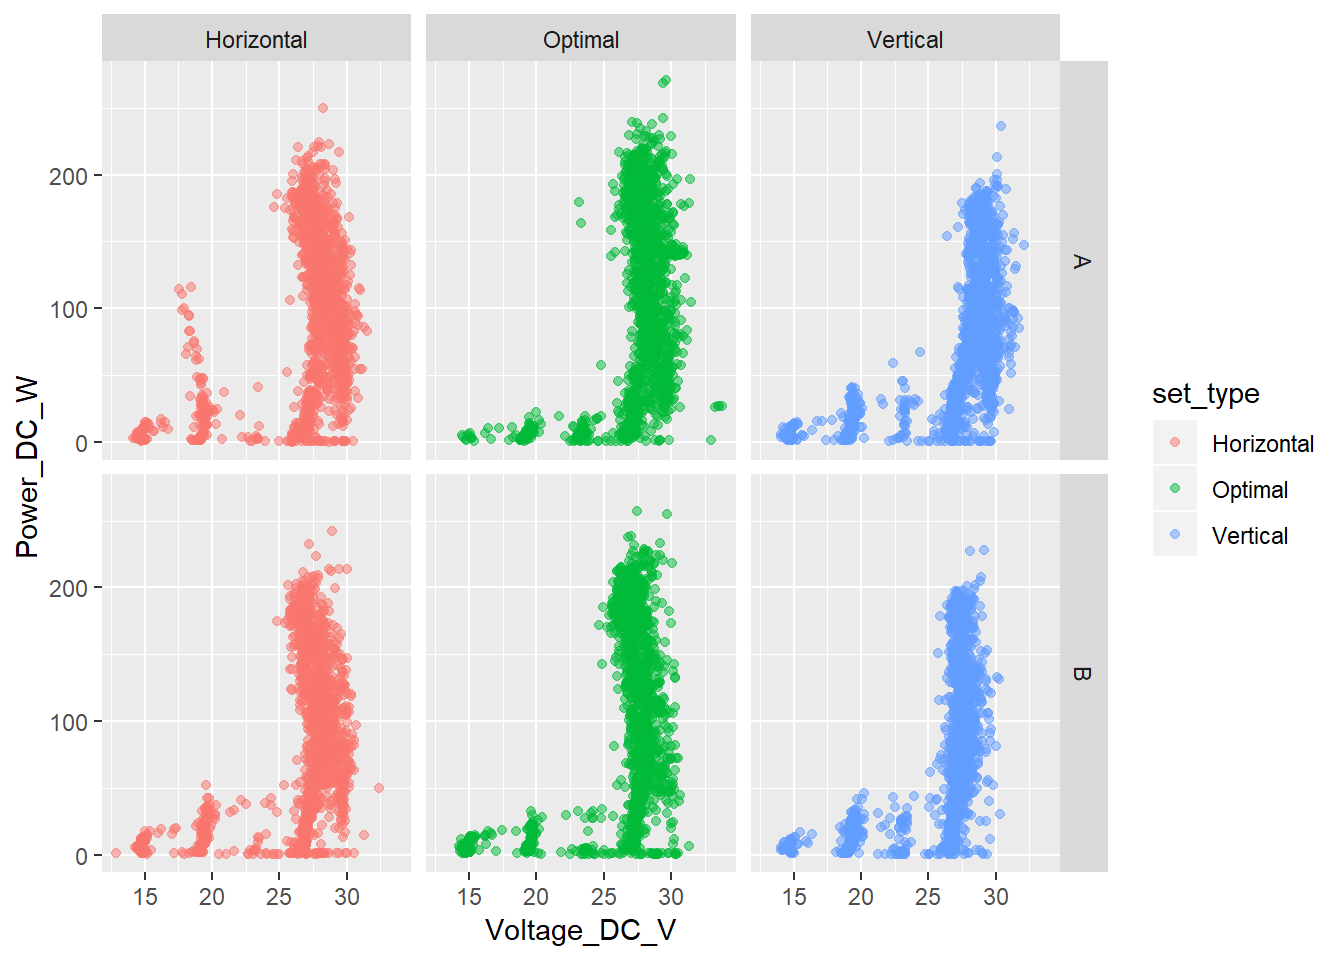 Horizontal
Optimal
Vertical
200
100
0
A
Power_DC_W
200
100
0
B
15 20 25 30
15 20 25 30
15 20 25 30
Voltage_DC_V
set_type
Horizontal
Optimal
Vertical